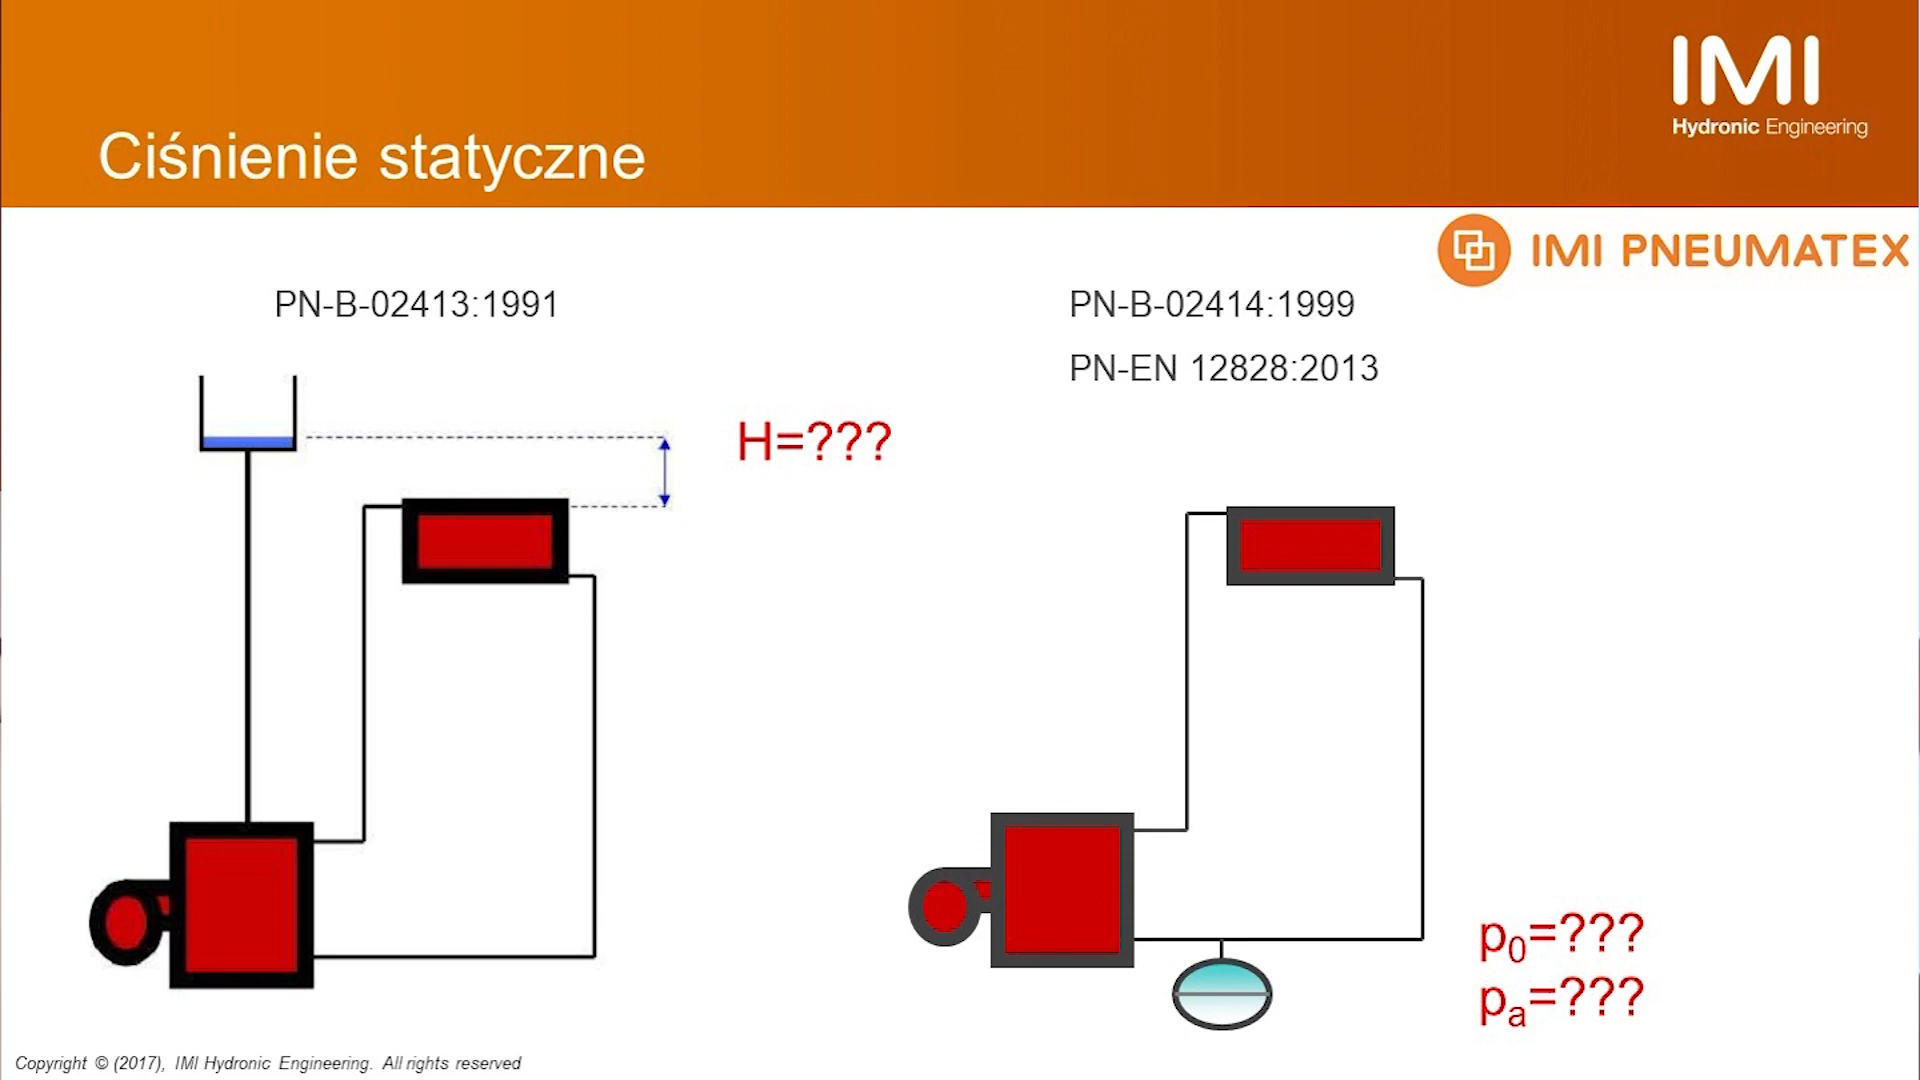 IMI
Hydronic Engineering
Ciśnienie statyczne
IMI PNEUMATEX
PN-B-02413:1991
PN-B-02414:1999
PN-EN 12828:2013
H=???
p0=???
pa=???
Copyright © (2017), IMI Hydronic Engineering. All rights reserved